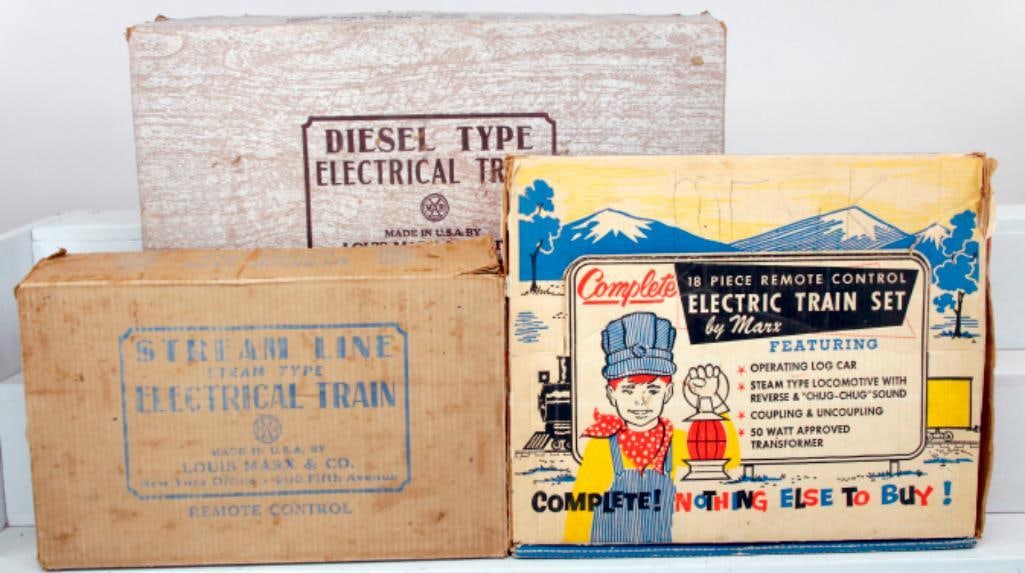 DIESEL TYPE
ELECTRICAL TR
MADE IN U.S.A. BY
STREAM LINE
STEAM TYPE
ELECTRICAL TRAIN
MADE IN U.S.A. BY
LOUIS MARX & CO.
New York Office - 200 Fifth Avenue
REMOTE CONTROL
Complete
18 PIECE REMOTE CONTROL
ELECTRIC TRAIN SET
by Marx
FEATURING
* OPERATING LOG CAR
* STEAM TYPE LOCOMOTIVE WITH
REVERSE & "CHUG-CHUG" SOUND
* COUPLING & UNCOUPLING
* 50 WATT APPROVED
TRANSFORMER
COMPLETE! NOTHING ELSE TO BUY!